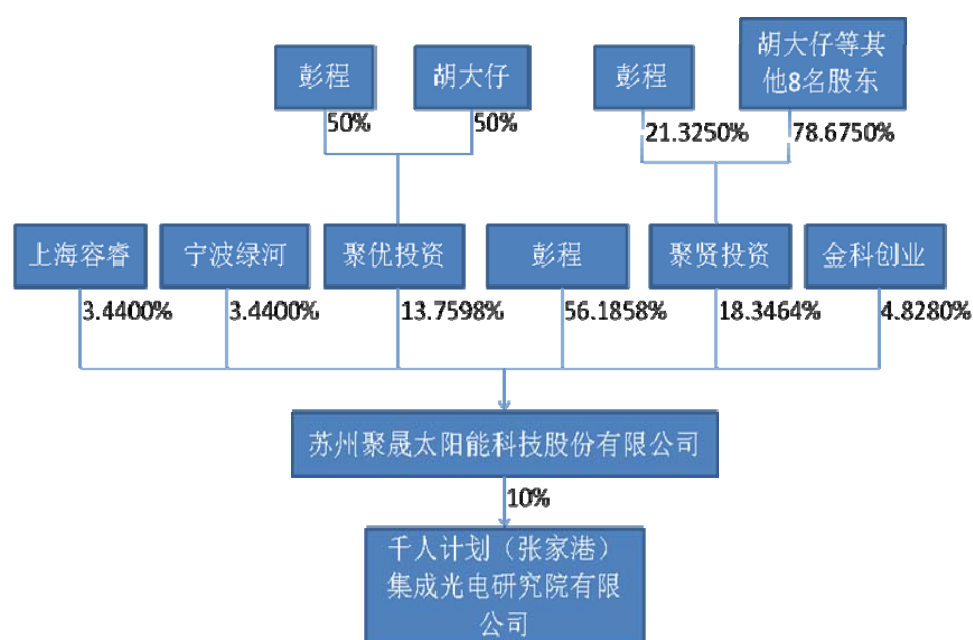 彭程
胡大仔
彭程
胡大仔等其
他8名股东
50%
50%
21.3250%
78.6750%
上海容睿
宁波绿河
聚优投资
彭程
聚贤投资
金科创业
3.4400%
3.4400%
13.7598%
56.1858%
18.3464%
4.8280%
苏州聚晟太阳能科技股份有限公司
10%
千人计划（张家港）
集成光电研究院有限
公司